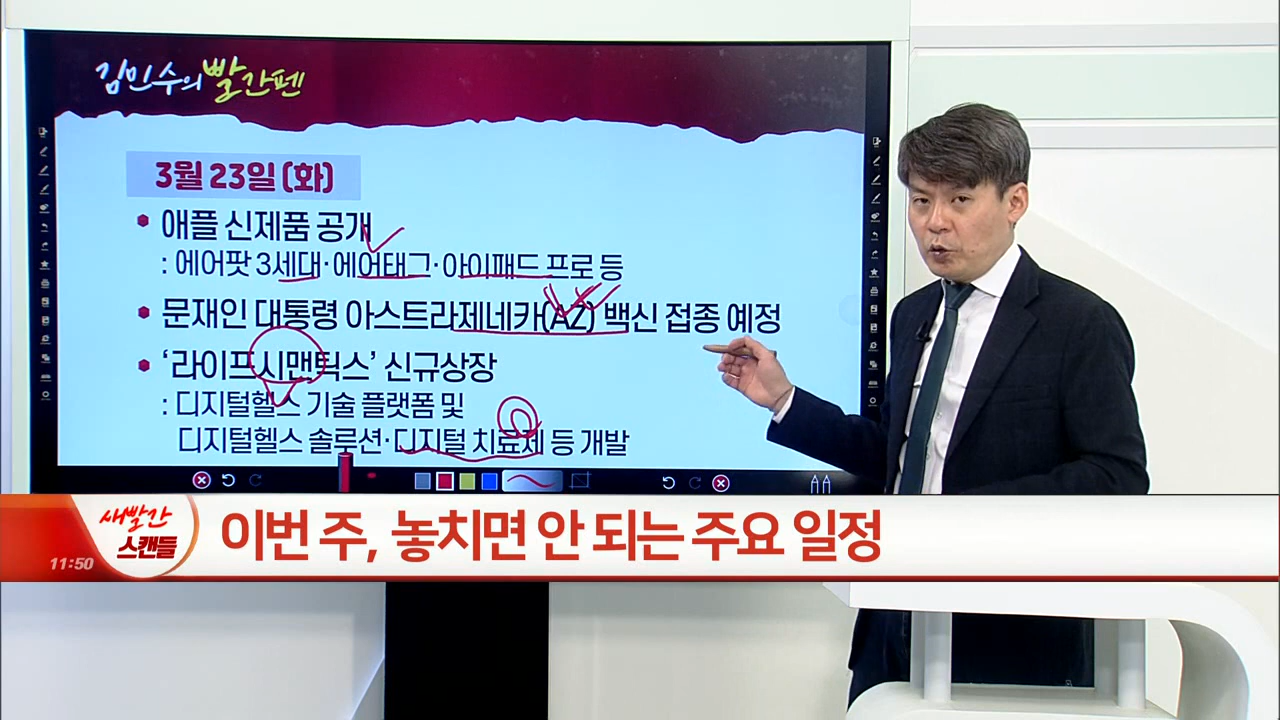 김민수의 빨간펜
3월 23일 (화)
• 애플 신제품 공개
: 에어팟 3세대·에어태그·아이패드 프로 등
• 문재인 대통령 아스트라제네카(AZ) 백신 접종 예정
• ‘라이프시맨틱스’ 신규상장
: 디지털헬스 기술 플랫폼 및
디지털헬스 솔루션·디지털 치료제 등 개발
새빨간
스캔들
11:50
이번 주, 놓치면 안 되는 주요 일정